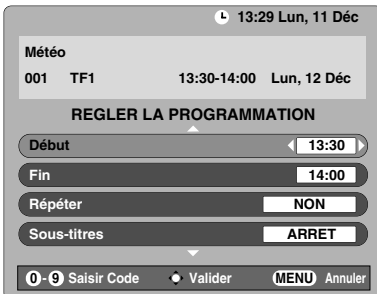 13:29 Lun, 11 Déc
Météo
001 TF1 13:30-14:00 Lun, 12 Déc
REGLER LA PROGRAMMATION
Début 13:30
Fin 14:00
Répéter NON
Sous-titres ARRET
0-9 Saisir Code Valider MENU Annuler